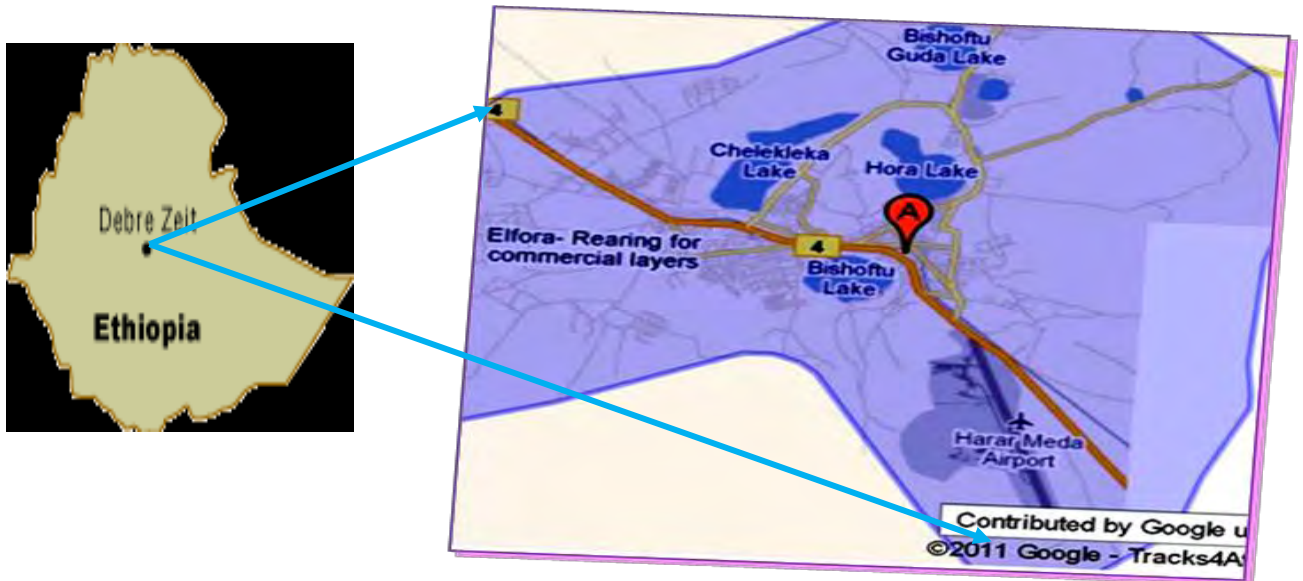 Debre Zeit
Ethiopia
Bishoftu
Guda Lake
4
Chelekleka
Lake
Hora Lake
A
Elfora- Rearing for
commercial layers
4
Bishoftu
Lake
Harar Meda
Airport
Contributed by Google u
©2011 Google - Tracks4A